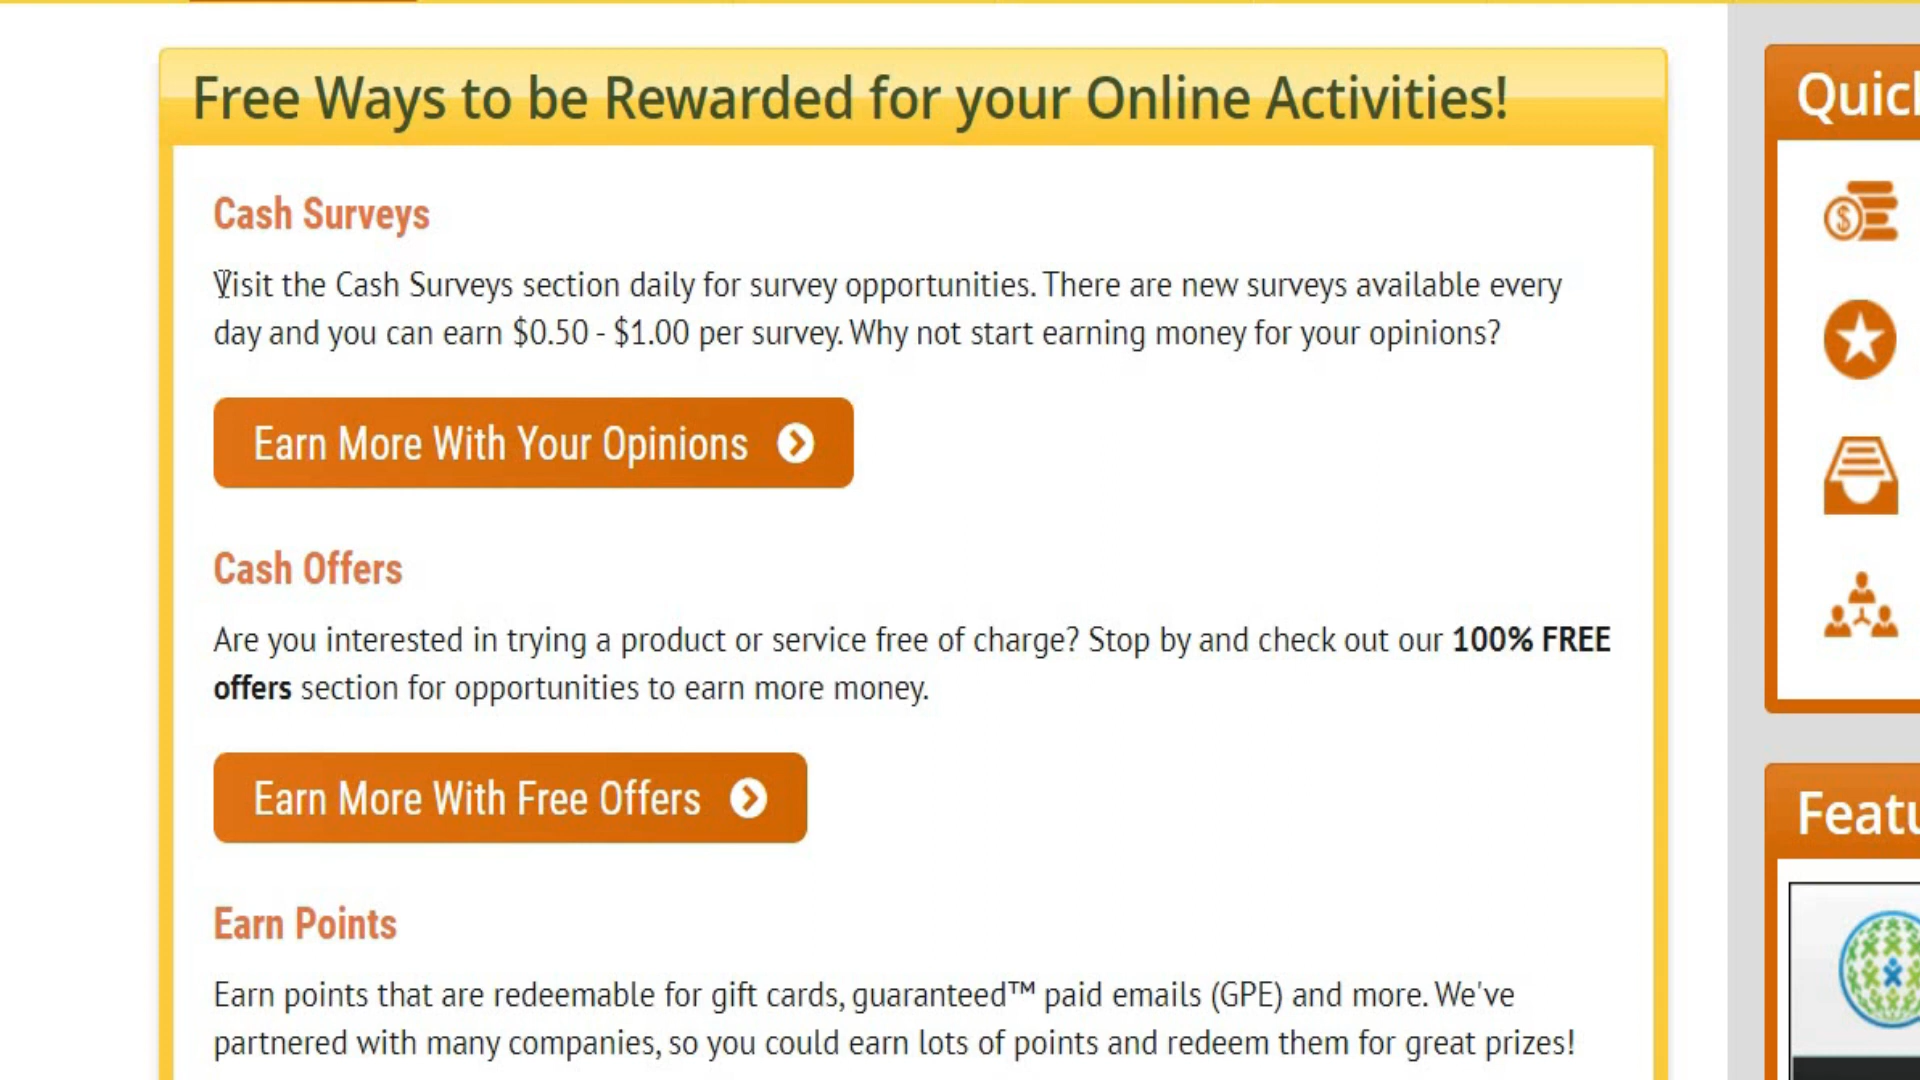 Free Ways to be Rewarded for your Online Activities!
Cash Surveys
Visit the Cash Surveys section daily for survey opportunities. There are new surveys available every
day and you can earn $0.50 - $1.00 per survey. Why not start earning money for your opinions?
Earn More With Your Opinions
Cash Offers
Are you interested in trying a product or service free of charge? Stop by and check out our 100% FREE
offers section for opportunities to earn more money.
Earn More With Free Offers
Earn Points
Earn points that are redeemable for gift cards, guaranteed™ paid emails (GPE) and more. We've
partnered with many companies, so you could earn lots of points and redeem them for great prizes!